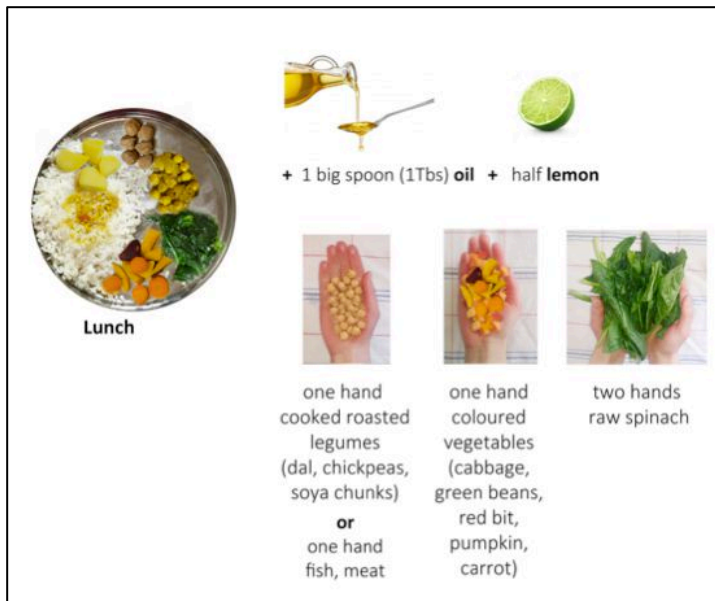 + 1 big spoon (1Tbs) oil + half lemon
Lunch
one hand
cooked roasted
legumes
(dal, chickpeas,
soya chunks)
or
one hand
fish, meat
one hand
coloured
vegetables
(cabbage,
green beans,
red bit,
pumpkin,
carrot)
two hands
raw spinach